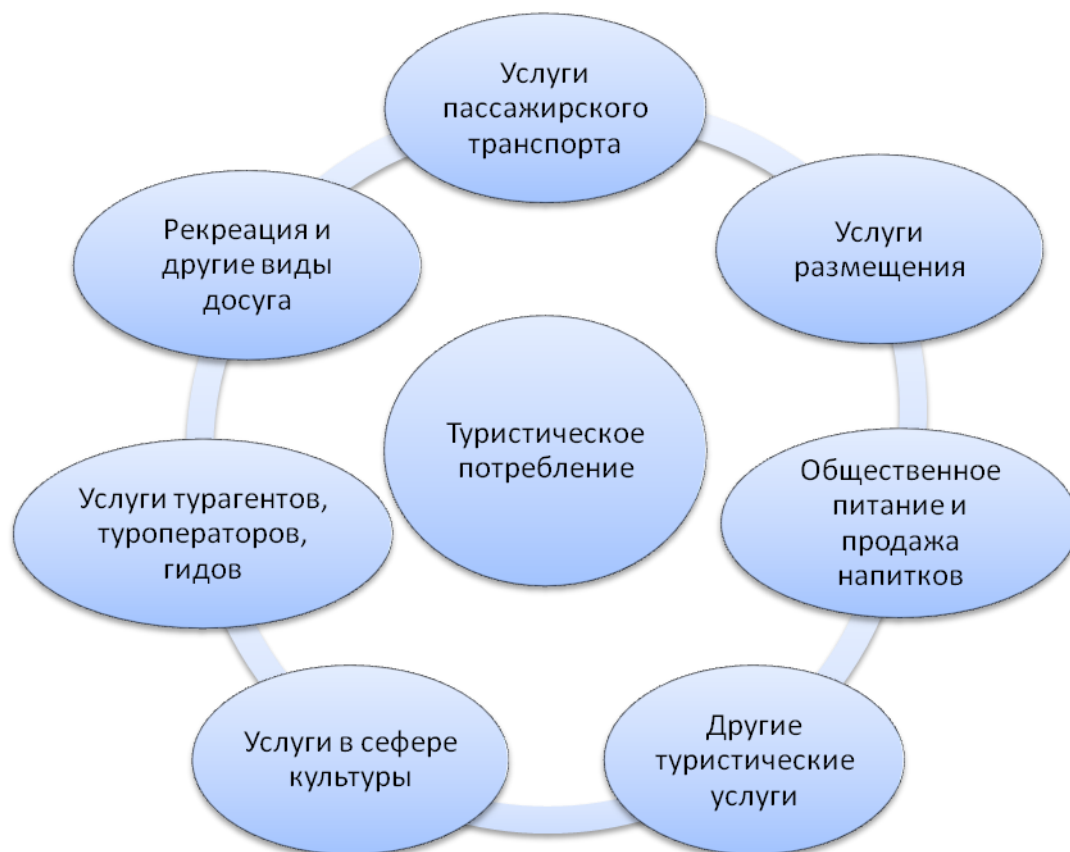 Услуги
пассажирского
транспорта
Услуги
размещения
Общественное
питание и
продажа
напитков
Другие
туристические
услуги
Услуги в сефере
культуры
Услуги турагентов,
туроператоров,
гидов
Рекреация и
другие виды
досуга
Туристическое
потребление